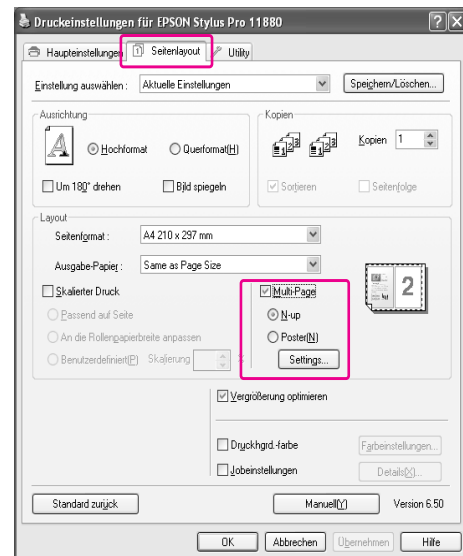 Druckeinstellungen für EPSON Stylus Pro 11880
Haupteinstellungen Seitenlayout Utility
Einstellung auswählen : Aktuelle Einstellungen Speichern/Löschen...
Ausrichtung
Hochformat Querformat(H)
Um 180° drehen Bild spiegeln
Kopien
Kopien 1
Sortieren Seitenfolge
Layout
Seitenformat : A4 210 x 297 mm
Ausgabe-Papier : Same as Page Size
Skalierter Druck
Passend auf Seite
An die Rollenpapierbreite anpassen
Benutzerdefiniert(P) Skalierung %
Multi-Page
N-up
Poster(N)
Settings...
2
Vergrößerung optimieren
Druckhgrd.-farbe Farbeinstellungen...
Jobeinstellungen Details(X)...
Standard zurück Manuell(Y) Version 6.50
OK Abbrechen Übernehmen Hilfe